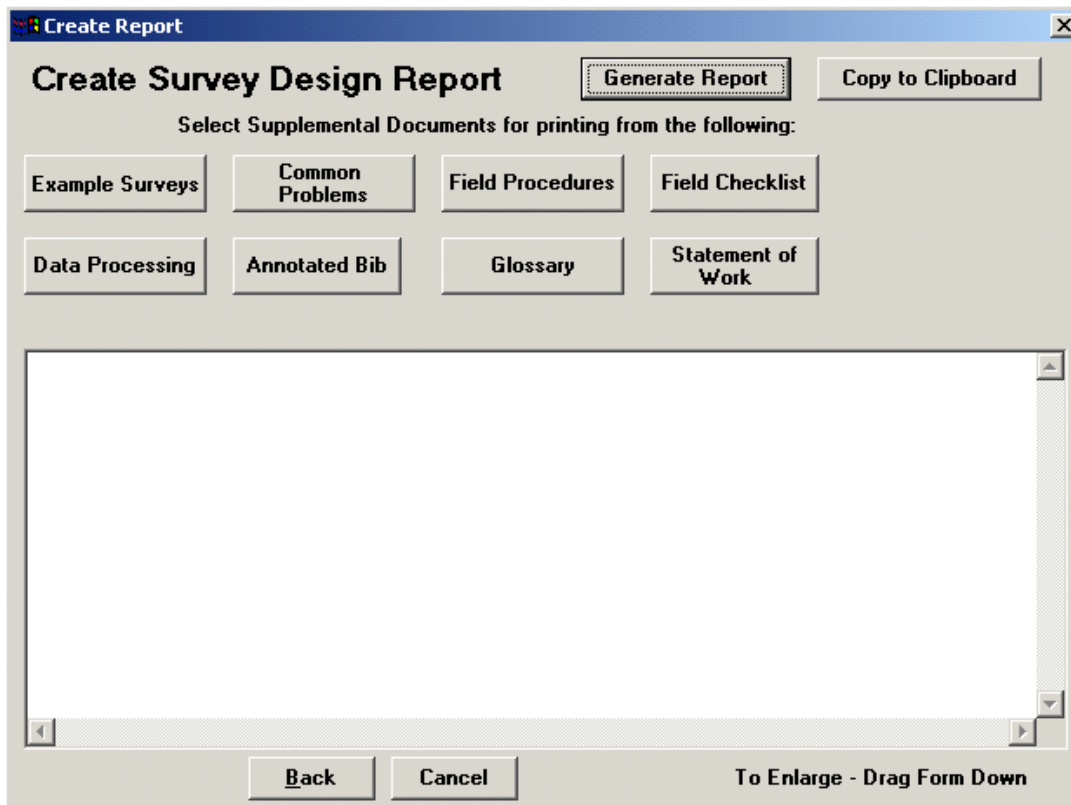 Create Report
Create Survey Design Report
Generate Report
Copy to Clipboard
Select Supplemental Documents for printing from the following:
Example Surveys
Common
Problems
Field Procedures
Field Checklist
Data Processing
Annotated Bib
Glossary
Statement of
Work
Back
Cancel
To Enlarge - Drag Form Down